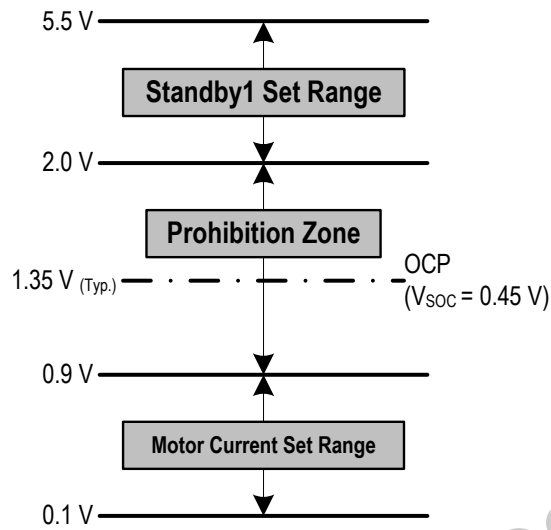 5.5 V
Standby1 Set Range
2.0 V
Prohibition Zone
1.35 V (Typ.)
OCP
(VSOC = 0.45 V)
0.9 V
Motor Current Set Range
0.1 V